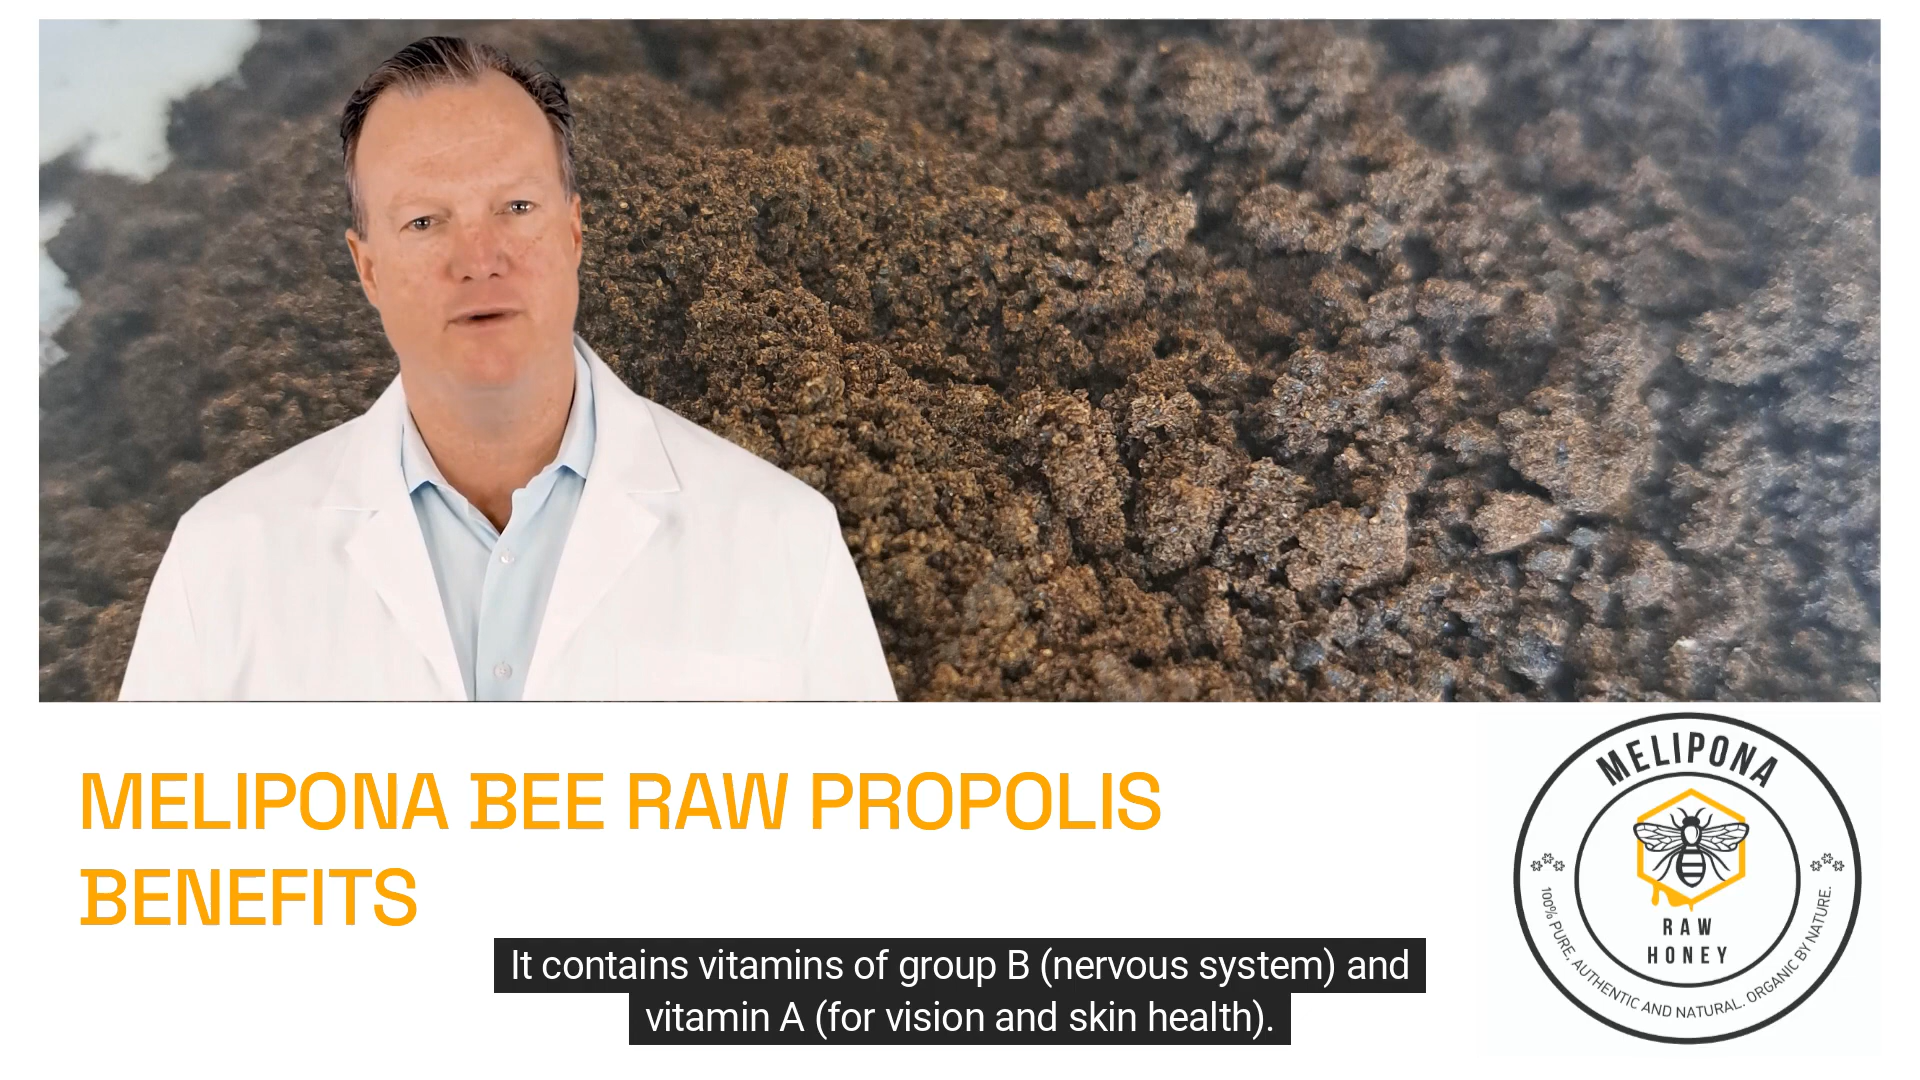 MELIPONA BEE RAW PROPOLIS
BENEFITS
It contains vitamins of group B (nervous system) and
vitamin A (for vision and skin health).
MELIPONA
RAW
HONEY
100% PURE, AUTHENTIC AND NATURAL. ORGANIC BY NATURE.